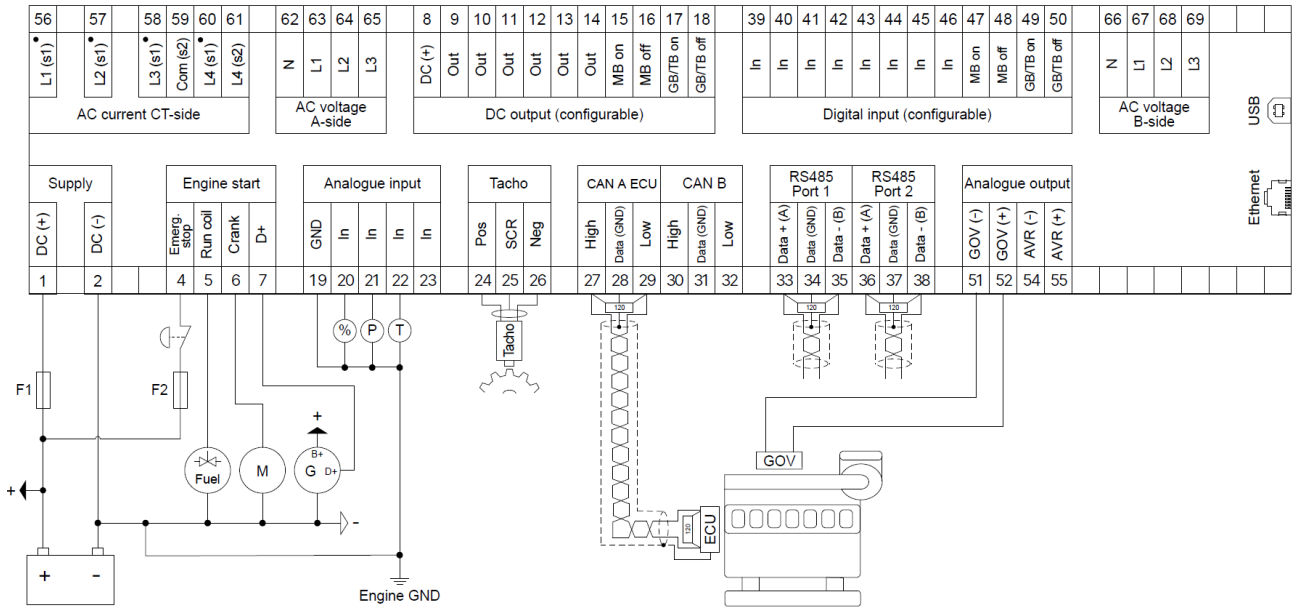 56 57 58 59 60 61 62 63 64 65 8 9 10 11 12 13 14 15 16 17 18 39 40 41 42 43 44 45 46 47 48 49 50 66 67 68 69
L1 (s1) L2 (s1) L3 (s1) Com (s2) L4 (s1) L4 (s2) N L1 L2 L3 DC (+) Out Out Out Out Out Out MB on MB off GB/TB on GB/TB off In In In In In In In In MB on MB off GB/TB on GB/TB off N L1 L2 L3
AC current CT-side
AC voltage
A-side
DC output (configurable)
Digital input (configurable)
AC voltage
B-side
USB
Supply
Engine start
Analogue input
Tacho
CAN A ECU
CAN B
RS485
Port 1
RS485
Port 2
Analogue output
Ethernet
DC (+) DC (-)
Emerg.
stop
Run coil Crank D+ GND In In In In Pos SCR Neg High Data (GND) Low High Data (GND) Low Data + (A) Data (GND) Data - (B) Data + (A) Data (GND) Data - (B) GOV (-) GOV (+) AVR (-) AVR (+)
1 2 4 5 6 7 19 20 21 22 23 24 25 26 27 28 29 30 31 32 33 34 35 36 37 38 51 52 54 55
120 120 120
% P T
Tacho
F1 F2
+
B+
G D+
M
Fuel
GOV
+
-
120
ECU
+ -
Engine GND